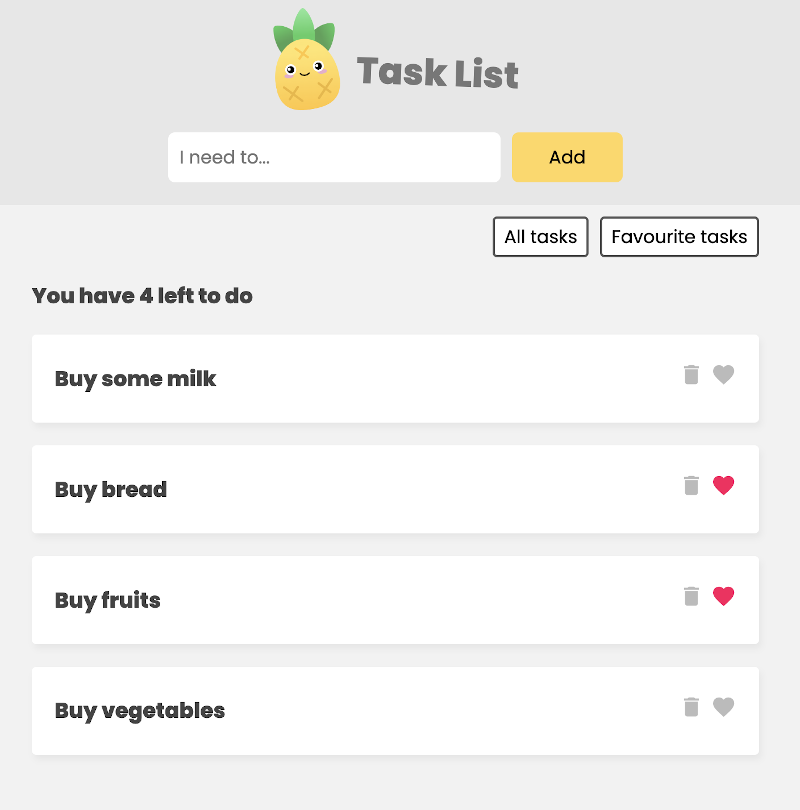 Task List
I need to...
Add
All tasks
Favourite tasks
You have 4 left to do
Buy some milk
Buy bread
Buy fruits
Buy vegetables